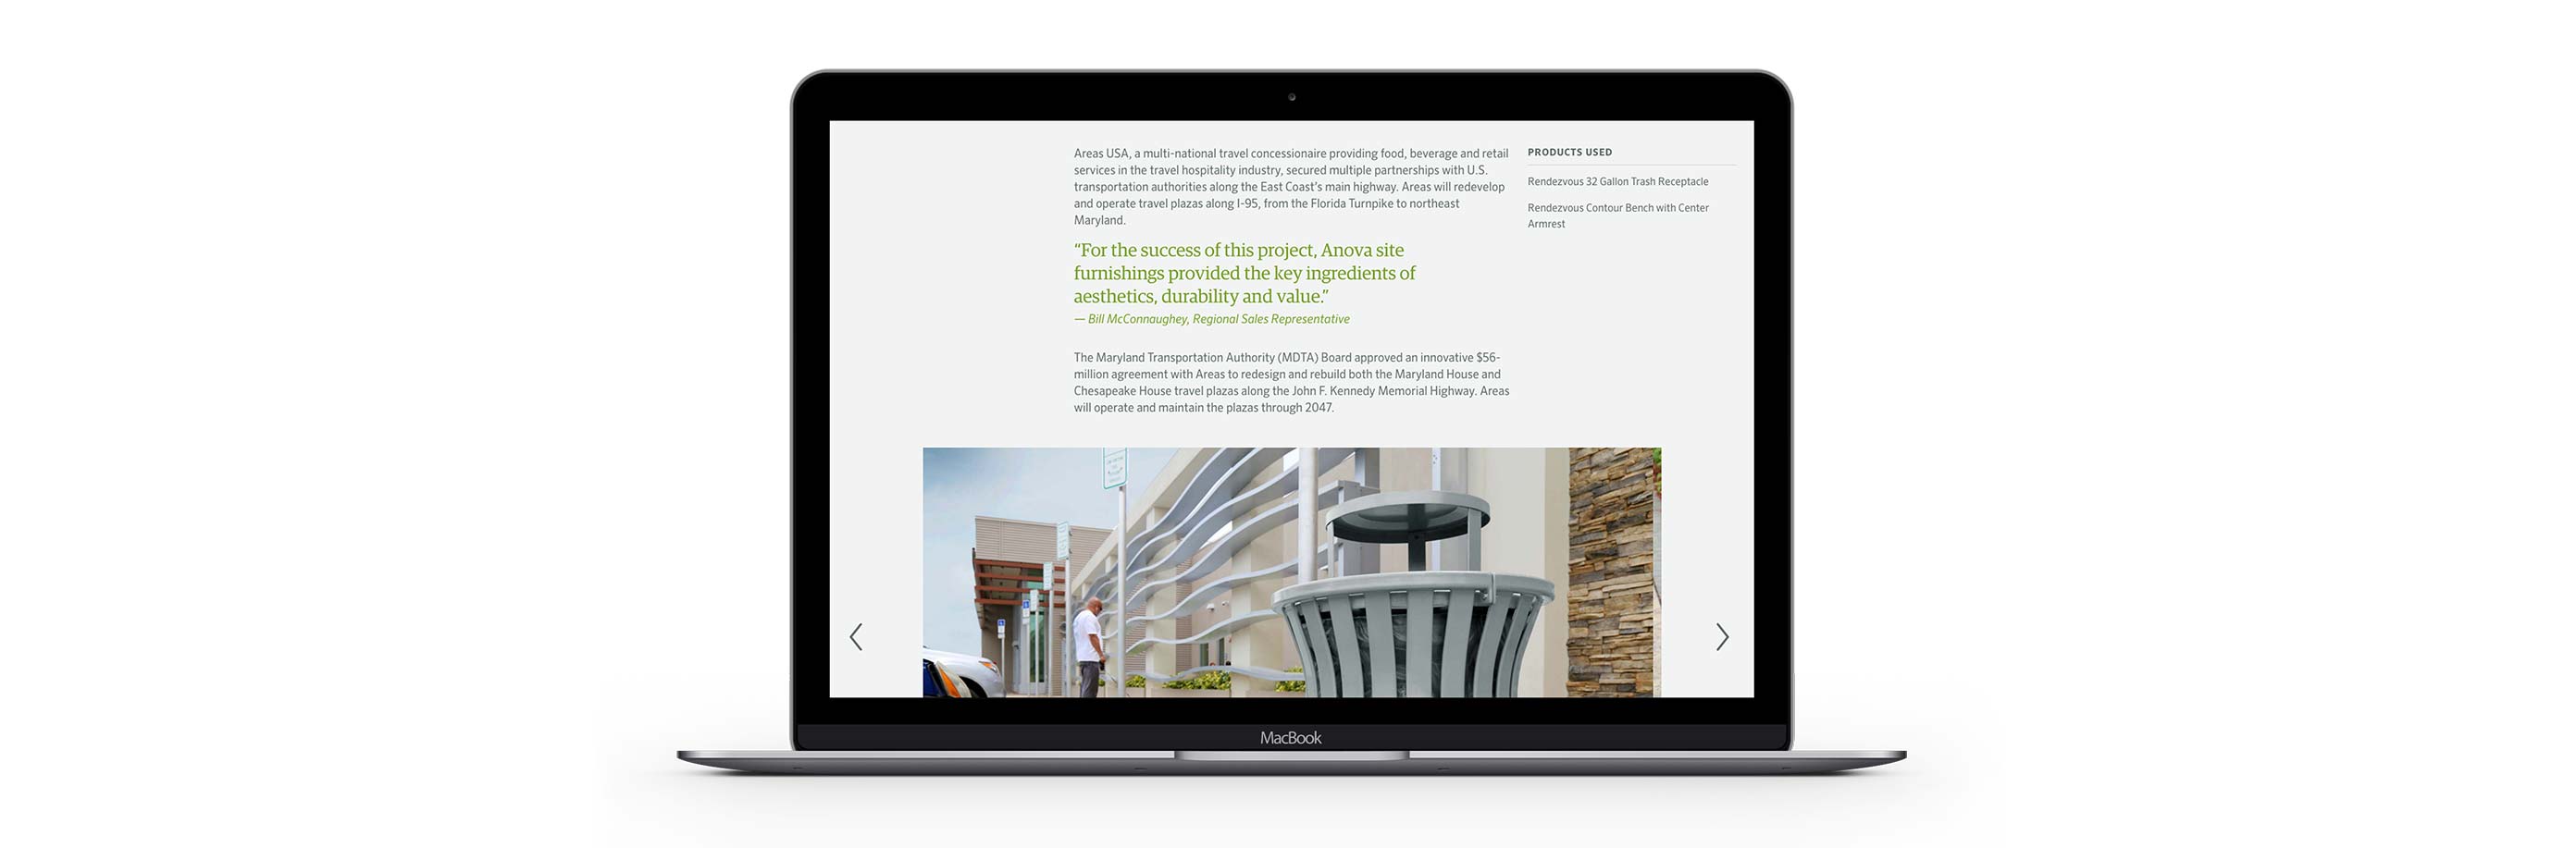 Areas USA, a multi-national travel concessionaire providing food, beverage and retail
services in the travel hospitality industry, secured multiple partnerships with U.S.
transportation authorities along the East Coast's main highway. Areas will redevelop
and operate travel plazas along I-95, from the Florida Turnpike to northeast
Maryland.
“For the success of this project, Anova site
furnishings provided the key ingredients of
aesthetics, durability and value.”
— Bill McConnaughey, Regional Sales Representative
The Maryland Transportation Authority (MDTA) Board approved an innovative $56-
million agreement with Areas to redesign and rebuild both the Maryland House and
Chesapeake House travel plazas along the John F. Kennedy Memorial Highway. Areas
will operate and maintain the plazas through 2047.
PRODUCTS USED
Rendezvous 32 Gallon Trash Receptacle
Rendezvous Contour Bench with Center
Armrest
MacBook